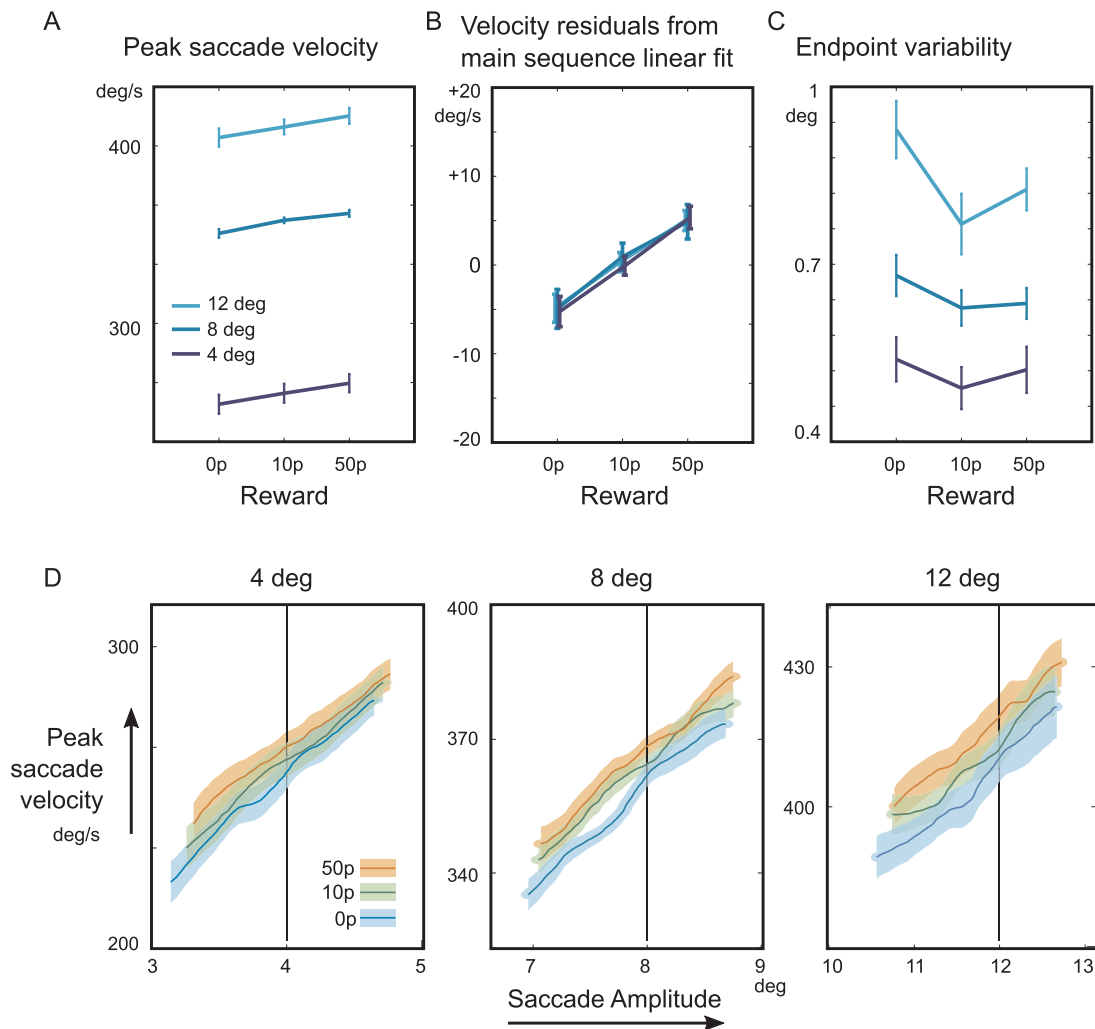 A
Peak saccade velocity
deg/s
400
300
12 deg
8 deg
4 deg
0p 10p 50p
Reward
B
Velocity residuals from
main sequence linear fit
+20
deg/s
+10
0
-10
-20
0p 10p 50p
Reward
C
Endpoint variability
1
deg
0.7
0.4
0p 10p 50p
Reward
D
4 deg
300
Peak
saccade
velocity
deg/s
200
50p
10p
0p
3 4 5
8 deg
400
370
340
7 8 9
deg
12 deg
430
400
10 11 12 13
Saccade Amplitude